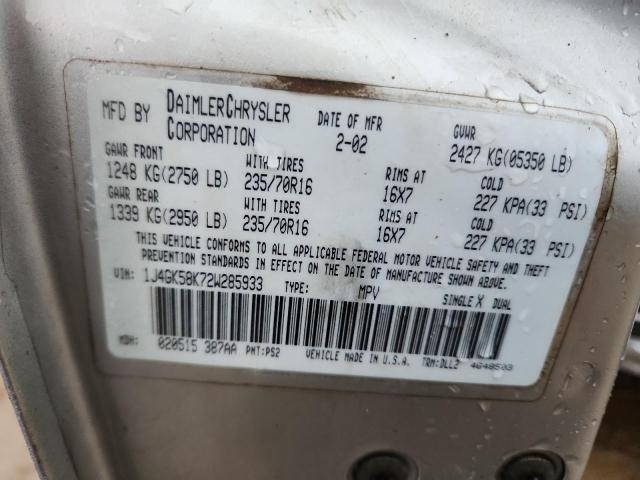 MFD BY DAIMLERCHRYSLER CORPORATION
DATE OF MFR 2-02
GVWR 2427 KG(05350 LB)
GAWR FRONT WITH TIRES RIMS AT COLD
1248 KG(2750 LB) 235/70R16 16X7 227 KPA(33 PSI)
GAWR REAR WITH TIRES RIMS AT COLD
1339 KG(2950 LB) 235/70R16 16X7 227 KPA(33 PSI)
THIS VEHICLE CONFORMS TO ALL APPLICABLE FEDERAL MOTOR VEHICLE SAFETY AND THEFT
PREVENTION STANDARDS IN EFFECT ON THE DATE OF MANUFACTURE SHOWN ABOVE.
VIN: 1J4GK58K72W285933 TYPE: MPV SINGLE X DUAL
MDH: 020515 387AA PNT:PS2 VEHICLE MADE IN U.S.A. TRM:DLL2 4648503